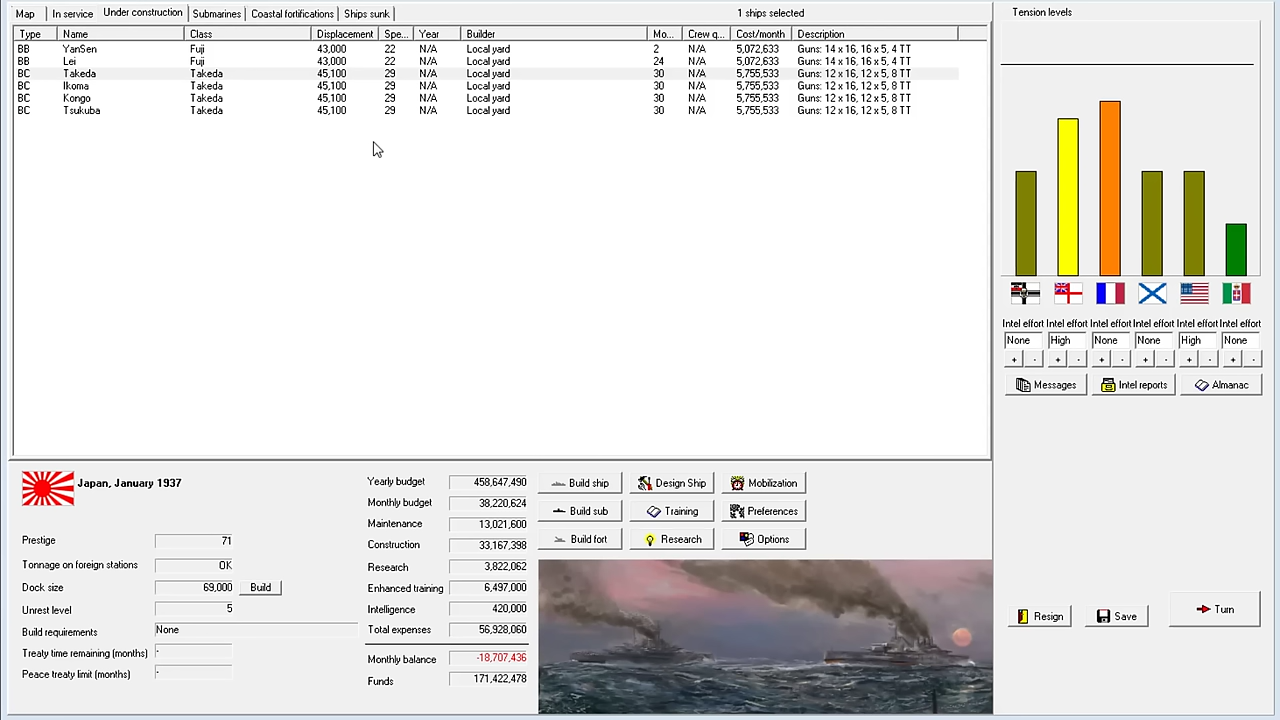 Map In service Under construction Submarines Coastal fortifications Ships sunk 1 ships selected Tension levels
Type Name Class Displacement Spe... Year Builder Mo... Crew q... Cost/month Description
BB YanSen Fuji 43,000 22 N/A Local yard 2 N/A 5,072,633 Guns: 14 x 16, 16 x 5, 4 TT
BB Lei Fuji 43,000 22 N/A Local yard 24 N/A 5,072,633 Guns: 14 x 16, 16 x 5, 4 TT
BC Takeda Takeda 45,100 29 N/A Local yard 30 N/A 5,755,533 Guns: 12 x 16, 12 x 5, 8 TT
BC Ikoma Takeda 45,100 29 N/A Local yard 30 N/A 5,755,533 Guns: 12 x 16, 12 x 5, 8 TT
BC Kongo Takeda 45,100 29 N/A Local yard 30 N/A 5,755,533 Guns: 12 x 16, 12 x 5, 8 TT
BC Tsukuba Takeda 45,100 29 N/A Local yard 30 N/A 5,755,533 Guns: 12 x 16, 12 x 5, 8 TT
Intel effort Intel effort Intel effort Intel effort Intel effort Intel effort
None High None None High None
+ - + - + - + - + - + -
Messages Intel reports Almanac
Japan, January 1937
Prestige 71
Tonnage on foreign stations OK
Dock size 69,000 Build
Unrest level 5
Build requirements None
Treaty time remaining (months) -
Peace treaty limit (months) -
Yearly budget 458,647,490
Monthly budget 38,220,624
Maintenance 13,021,600
Construction 33,167,398
Research 3,822,062
Enhanced training 6,497,000
Intelligence 420,000
Total expenses 56,928,060
Monthly balance -18,707,436
Funds 171,422,478
Build ship Design Ship Mobilization
Build sub Training Preferences
Build fort Research Options
Resign Save Turn